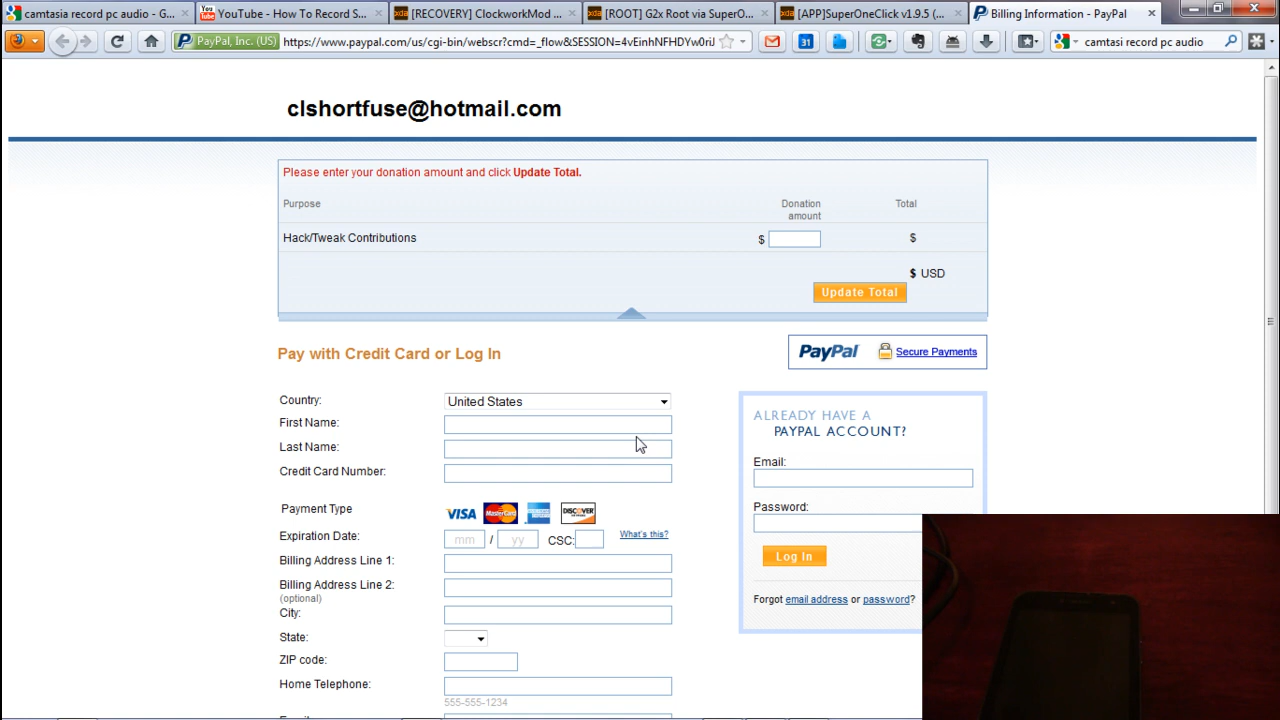 camtasia record pc audio - G...
YouTube - How To Record S...
[RECOVERY] ClockworkMod ...
[ROOT] G2x Root via SuperO...
[APP]SuperOneClick v1.9.5 (...
Billing Information - PayPal
PayPal, Inc. (US)
https://www.paypal.com/us/cgi-bin/webscr?cmd=_flow&SESSION=4vEinhNFHDYw0riJ
camtasi record pc audio
clshortfuse@hotmail.com
Please enter your donation amount and click Update Total.
Purpose
Donation
amount
Total
Hack/Tweak Contributions
$
$
$ USD
Update Total
Pay with Credit Card or Log In
PayPal
Secure Payments
Country:
United States
First Name:
Last Name:
Credit Card Number:
Payment Type
VISA
MasterCard
DISCOVER
Expiration Date:
mm / yy
CSC:
What's this?
Billing Address Line 1:
Billing Address Line 2:
(optional)
City:
State:
ZIP code:
Home Telephone:
555-555-1234
ALREADY HAVE A
PAYPAL ACCOUNT?
Email:
Password:
Log In
Forgot email address or password?